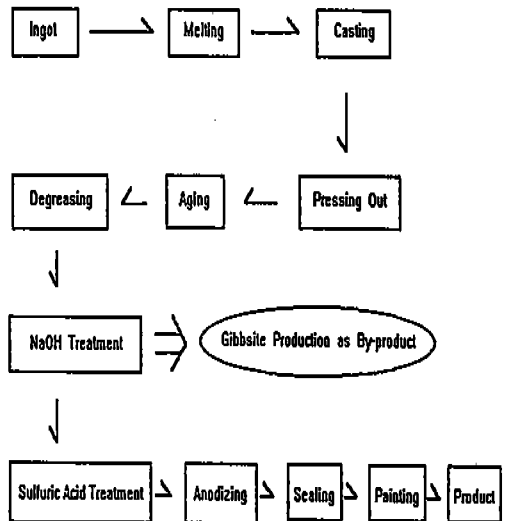 Ingot
Melting
Casting
Pressing Out
Aging
Degreasing
NaOH Treatment
Gibbsite Production as By-product
Sulfuric Acid Treatment
Anodizing
Sealing
Painting
Product